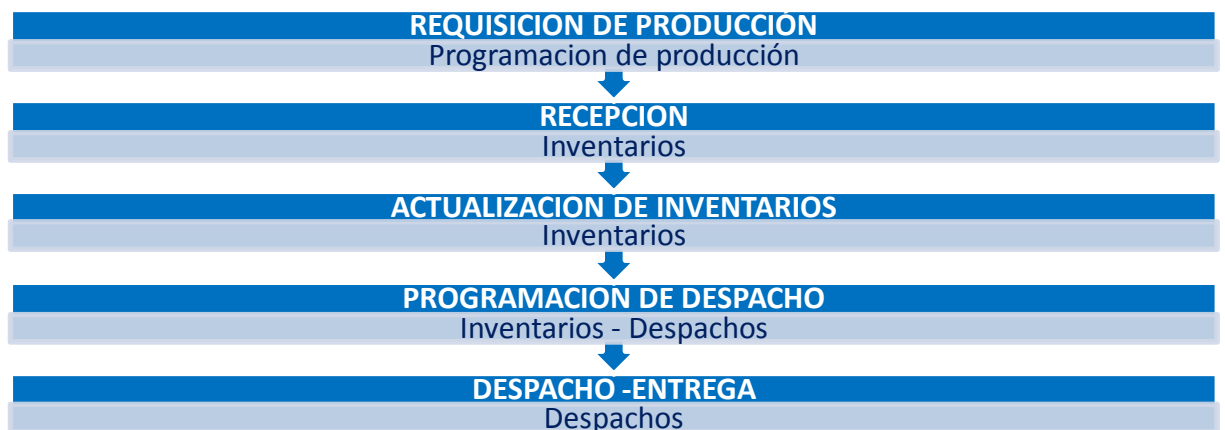 REQUISICION DE PRODUCCIÓN
Programacion de producción
RECEPCION
Inventarios
ACTUALIZACION DE INVENTARIOS
Inventarios
PROGRAMACION DE DESPACHO
Inventarios - Despachos
DESPACHO -ENTREGA
Despachos